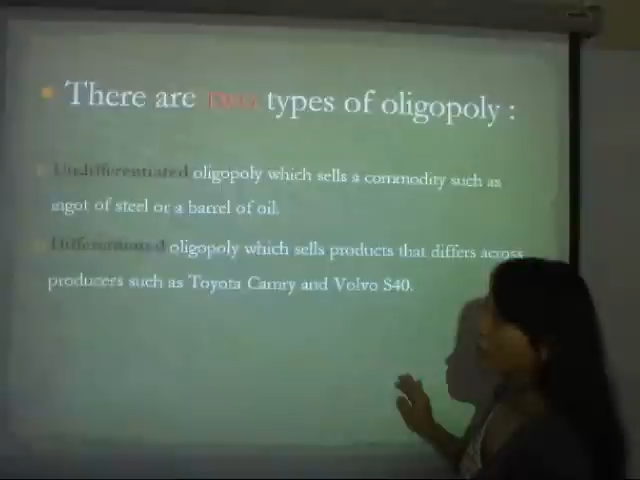 There are two types of oligopoly :
Undifferentiated oligopoly which sells a commodity such as
ingot of steel or a barrel of oil.
Differentiated oligopoly which sells products that differs across
producers such as Toyota Camry and Volvo S40.